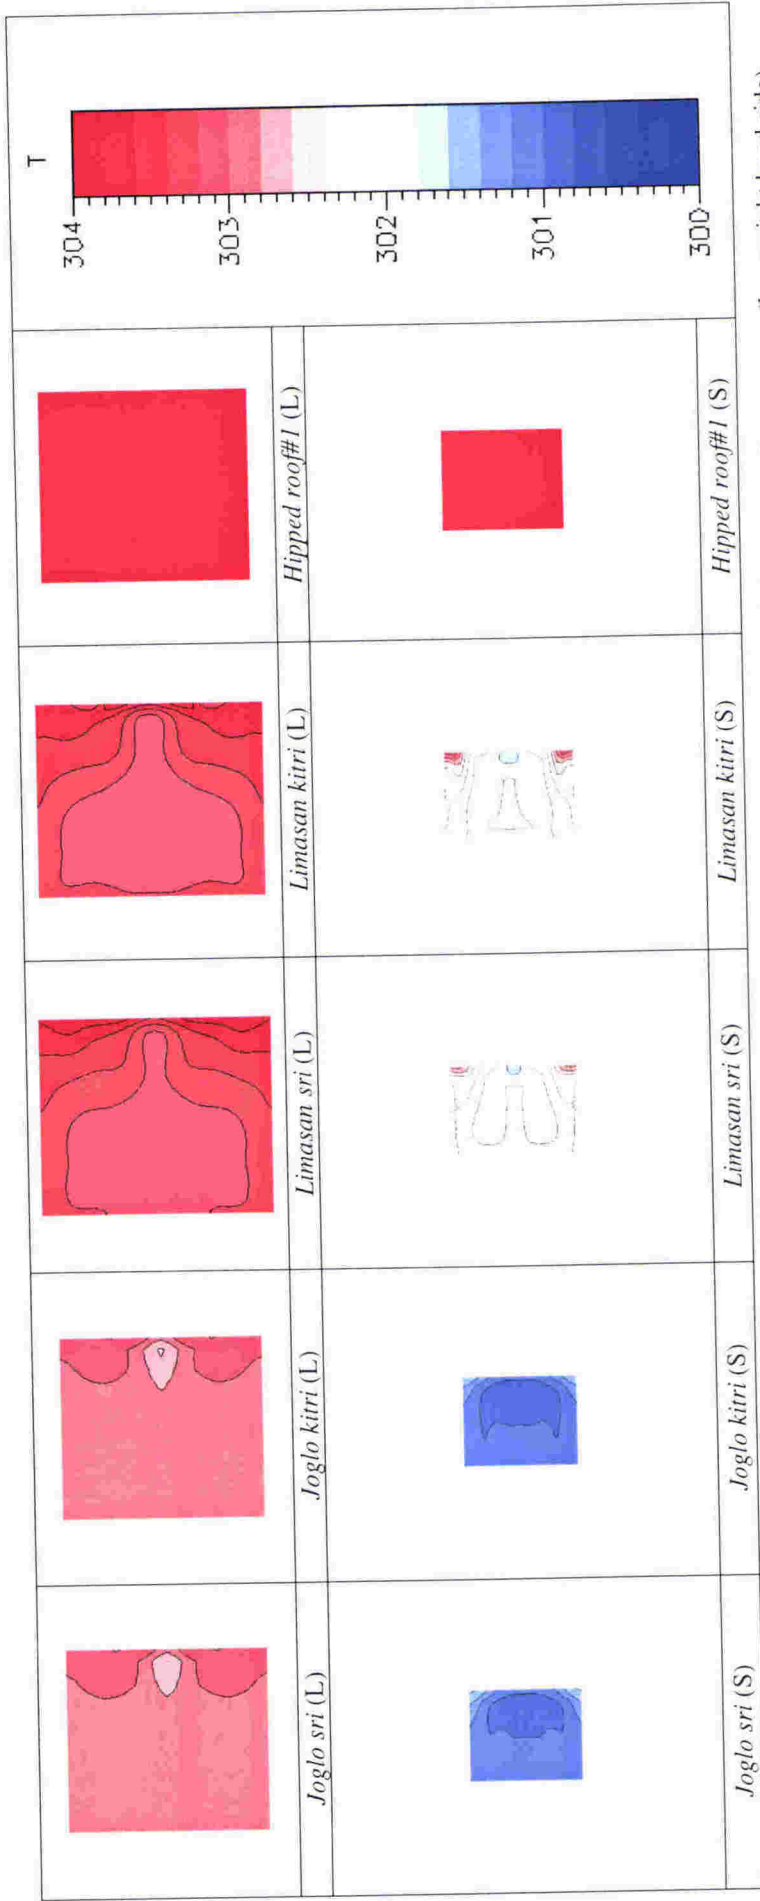 Joglo sri (L)
Joglo kitri (L)
Limasan sri (L)
Limasan kitri (L)
Hipped roof#1 (L)
Joglo sri (S)
Joglo kitri (S)
Limasan sri (S)
Limasan kitri (S)
Hipped roof#1 (S)
T
304
303
302
301
300